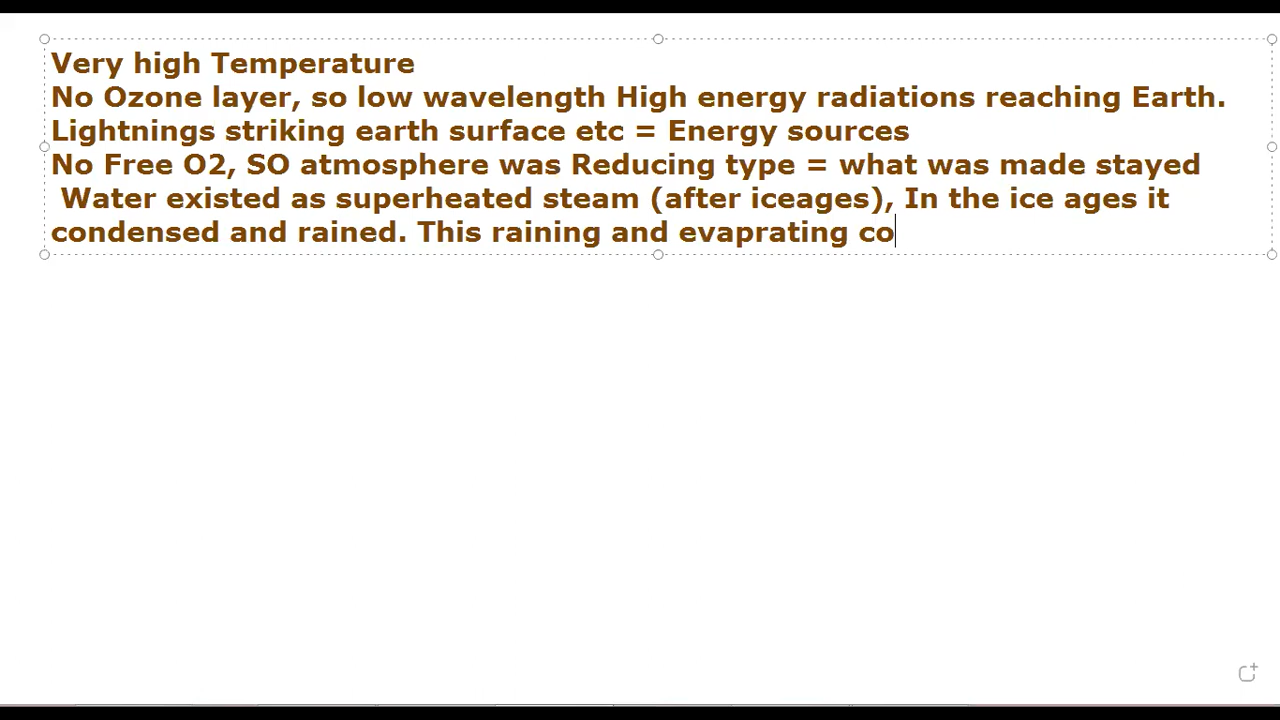 Very high Temperature
No Ozone layer, so low wavelength High energy radiations reaching Earth.
Lightnings striking earth surface etc = Energy sources
No Free O2, SO atmosphere was Reducing type = what was made stayed
Water existed as superheated steam (after iceages), In the ice ages it
condensed and rained. This raining and evaprating co